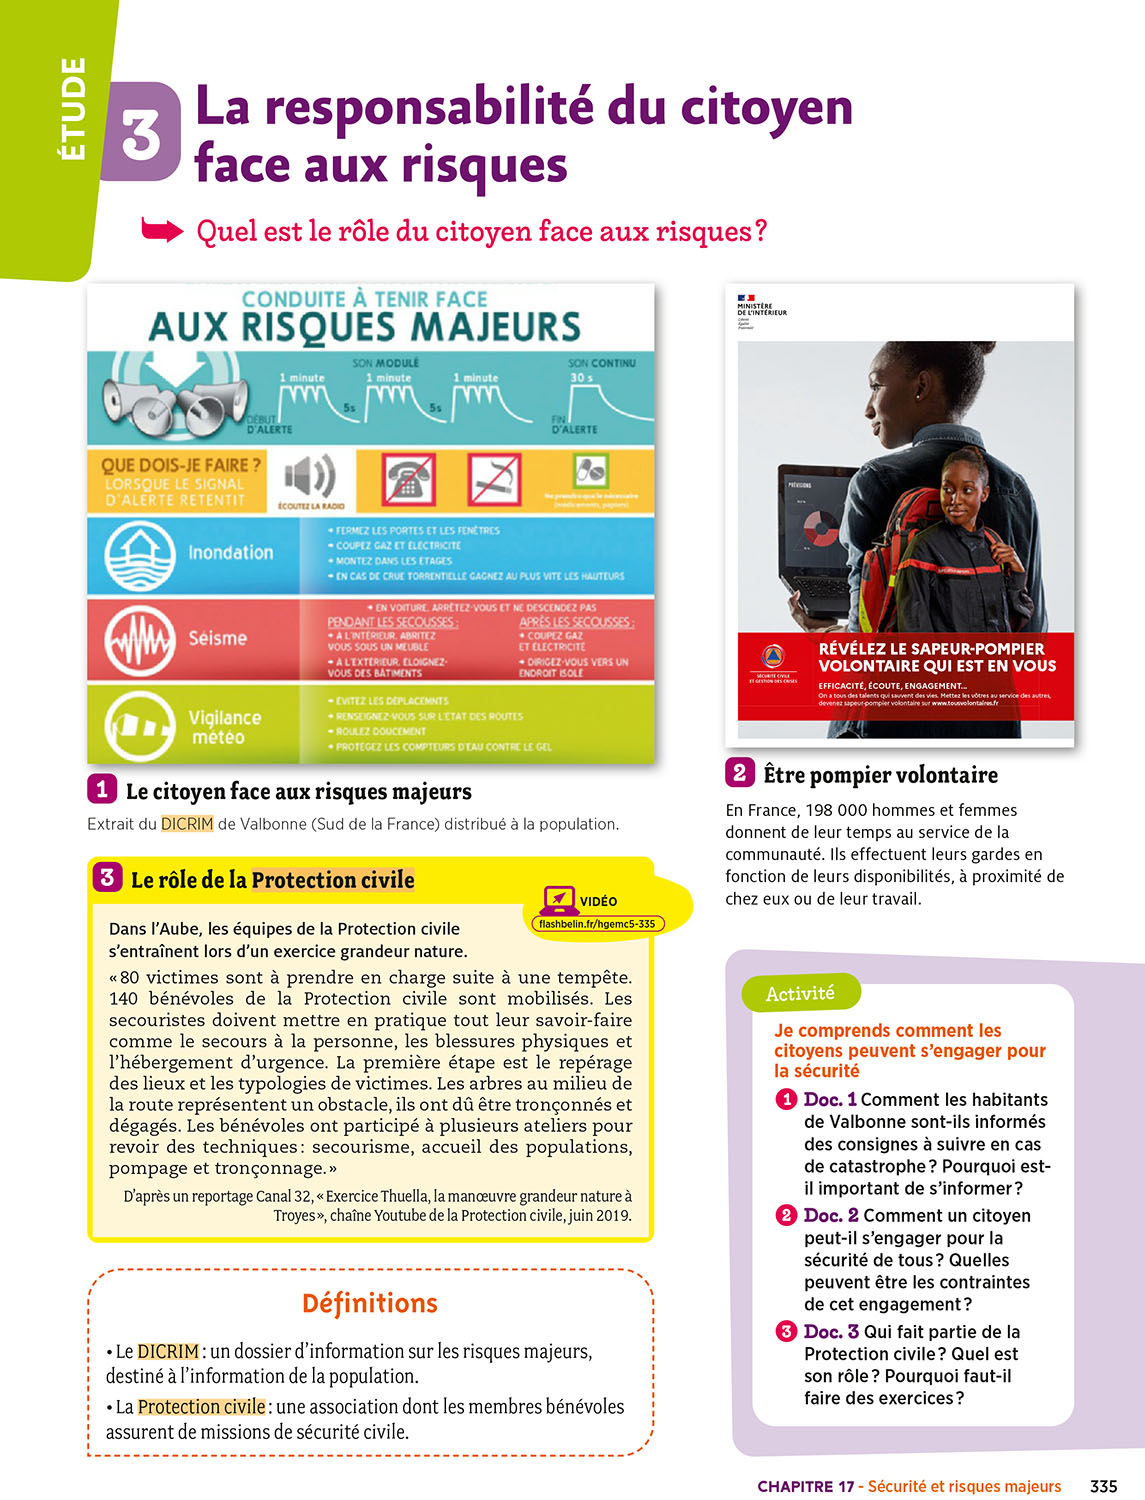 ÉTUDE
3
La responsabilité du citoyen
face aux risques
Quel est le rôle du citoyen face aux risques ?
CONDUITE À TENIR FACE
AUX RISQUES MAJEURS
SON MODULÉ
SON CONTINU
1 minute
1 minute
1 minute
30 s
5s
5s
DÉBUT
D'ALERTE
FIN
D'ALERTE
QUE DOIS-JE FAIRE ?
LORSQUE LE SIGNAL
D'ALERTE RETENTIT
ÉCOUTEZ LA RADIO
Ne prendre que le nécessaire
(médicaments, papiers)
Inondation
• FERMEZ LES PORTES ET LES FENÊTRES
• COUPEZ GAZ ET ÉLECTRICITÉ
• MONTEZ DANS LES ÉTAGES
• EN CAS DE CRUE TORRENTIELLE GAGNEZ AU PLUS VITE LES HAUTEURS
Séisme
• EN VOITURE, ARRÊTEZ-VOUS ET NE DESCENDEZ PAS
PENDANT LES SECOUSSES :
• A L'INTÉRIEUR, ABRITEZ
VOUS SOUS UN MEUBLE
• A L'EXTÉRIEUR, ÉLOIGNEZ-
VOUS DES BÂTIMENTS
APRÈS LES SECOUSSES :
• COUPEZ GAZ
ET ÉLECTRICITÉ
• DIRIGEZ-VOUS VERS UN
ENDROIT ISOLE
Vigilance
météo
• ÉVITEZ LES DÉPLACEMNTS
• RENSEIGNEZ-VOUS SUR L'ÉTAT DES ROUTES
• ROULEZ DOUCEMENT
• PROTÉGEZ LES COMPTEURS D'EAU CONTRE LE GEL
1 Le citoyen face aux risques majeurs
Extrait du DICRIM de Valbonne (Sud de la France) distribué à la population.
MINISTÈRE
DE L'INTÉRIEUR
Liberté
Égalité
Fraternité
PRÉVISIONS
SÉCURITÉ CIVILE
ET GESTION DES CRISES
RÉVÉLEZ LE SAPEUR-POMPIER
VOLONTAIRE QUI EST EN VOUS
EFFICACITÉ, ÉCOUTE, ENGAGEMENT...
On a tous des talents qui sauvent des vies. Mettez les vôtres au service des autres,
devenez sapeur-pompier volontaire sur www.tousvolontaires.fr
2 Être pompier volontaire
En France, 198 000 hommes et femmes
donnent de leur temps au service de la
communauté. Ils effectuent leurs gardes en
fonction de leurs disponibilités, à proximité de
chez eux ou de leur travail.
3 Le rôle de la Protection civile
VIDÉO
flashbelin.fr/hgemc5-335
Dans l'Aube, les équipes de la Protection civile
s'entraînent lors d'un exercice grandeur nature.
« 80 victimes sont à prendre en charge suite à une tempête.
140 bénévoles de la Protection civile sont mobilisés. Les
secouristes doivent mettre en pratique tout leur savoir-faire
comme le secours à la personne, les blessures physiques et
l'hébergement d'urgence. La première étape est le repérage
des lieux et les typologies de victimes. Les arbres au milieu de
la route représentent un obstacle, ils ont dû être tronçonnés et
dégagés. Les bénévoles ont participé à plusieurs ateliers pour
revoir des techniques : secourisme, accueil des populations,
pompage et tronçonnage. »
D'après un reportage Canal 32, « Exercice Thuella, la manœuvre grandeur nature à
Troyes », chaîne Youtube de la Protection civile, juin 2019.
Définitions
• Le DICRIM : un dossier d'information sur les risques majeurs,
destiné à l'information de la population.
• La Protection civile : une association dont les membres bénévoles
assurent de missions de sécurité civile.
Activité
Je comprends comment les
citoyens peuvent s'engager pour
la sécurité
1 Doc. 1 Comment les habitants
de Valbonne sont-ils informés
des consignes à suivre en cas
de catastrophe ? Pourquoi est-
il important de s'informer ?
2 Doc. 2 Comment un citoyen
peut-il s'engager pour la
sécurité de tous ? Quelles
peuvent être les contraintes
de cet engagement ?
3 Doc. 3 Qui fait partie de la
Protection civile ? Quel est
son rôle ? Pourquoi faut-il
faire des exercices ?
CHAPITRE 17 - Sécurité et risques majeurs 335